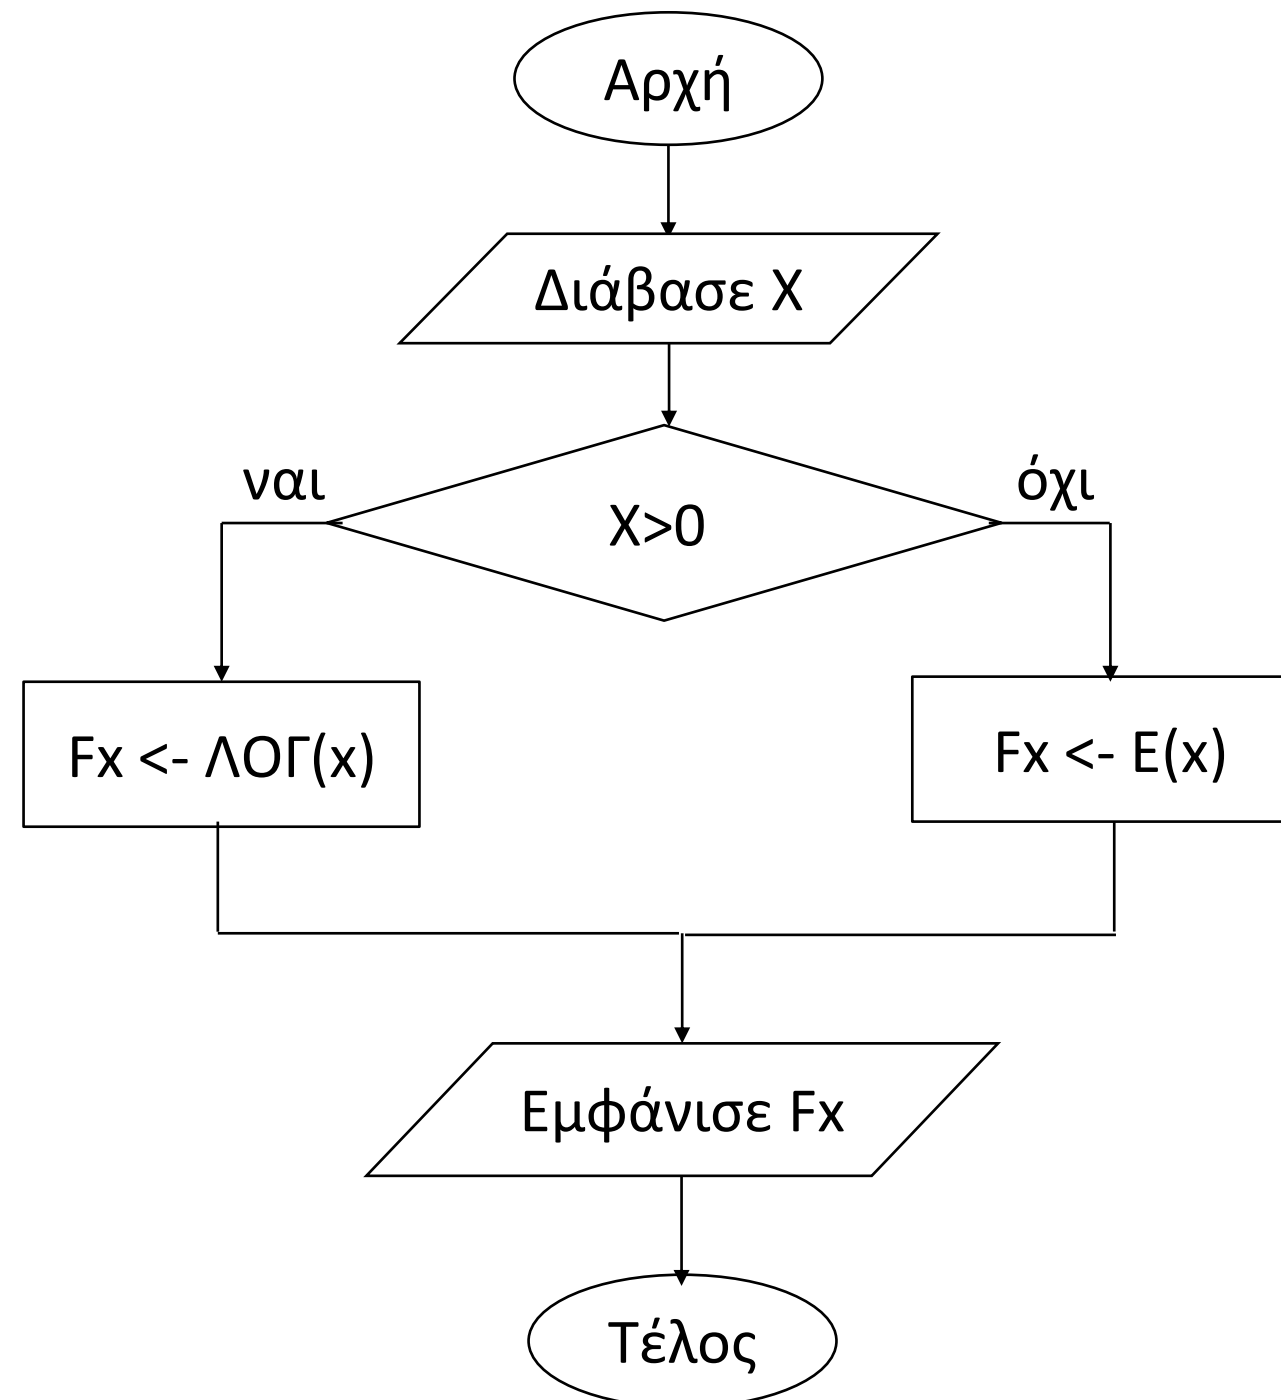 Αρχή
Διάβασε Χ
ναι
όχι
Χ>0
Fx <- ΛΟΓ(x)
Fx <- Ε(x)
Εμφάνισε Fx
Τέλος